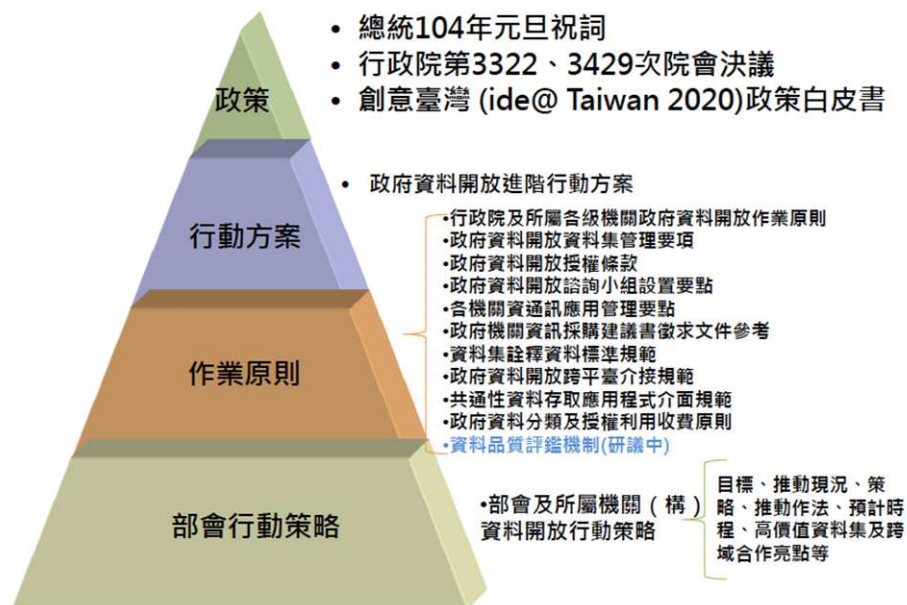 • 總統104年元旦祝詞
• 行政院第3322、3429次院會決議
• 創意臺灣 (ide@ Taiwan 2020)政策白皮書
政策
• 政府資料開放進階行動方案
行動方案
•行政院及所屬各級機關政府資料開放作業原則
•政府資料開放資料集管理要項
•政府資料開放授權條款
•政府資料開放諮詢小組設置要點
•各機關資通訊應用管理要點
•政府機關資訊採購建議書徵求文件參考
•資料集詮釋資料標準規範
•政府資料開放跨平臺介接規範
•共通性資料存取應用程式介面規範
•政府資料分類及授權利用收費原則
•資料品質評鑑機制(研議中)
作業原則
部會行動策略
•部會及所屬機關（構）
資料開放行動策略
目標、推動現況、策
略、推動作法、預計時
程、高價值資料集及跨
域合作亮點等